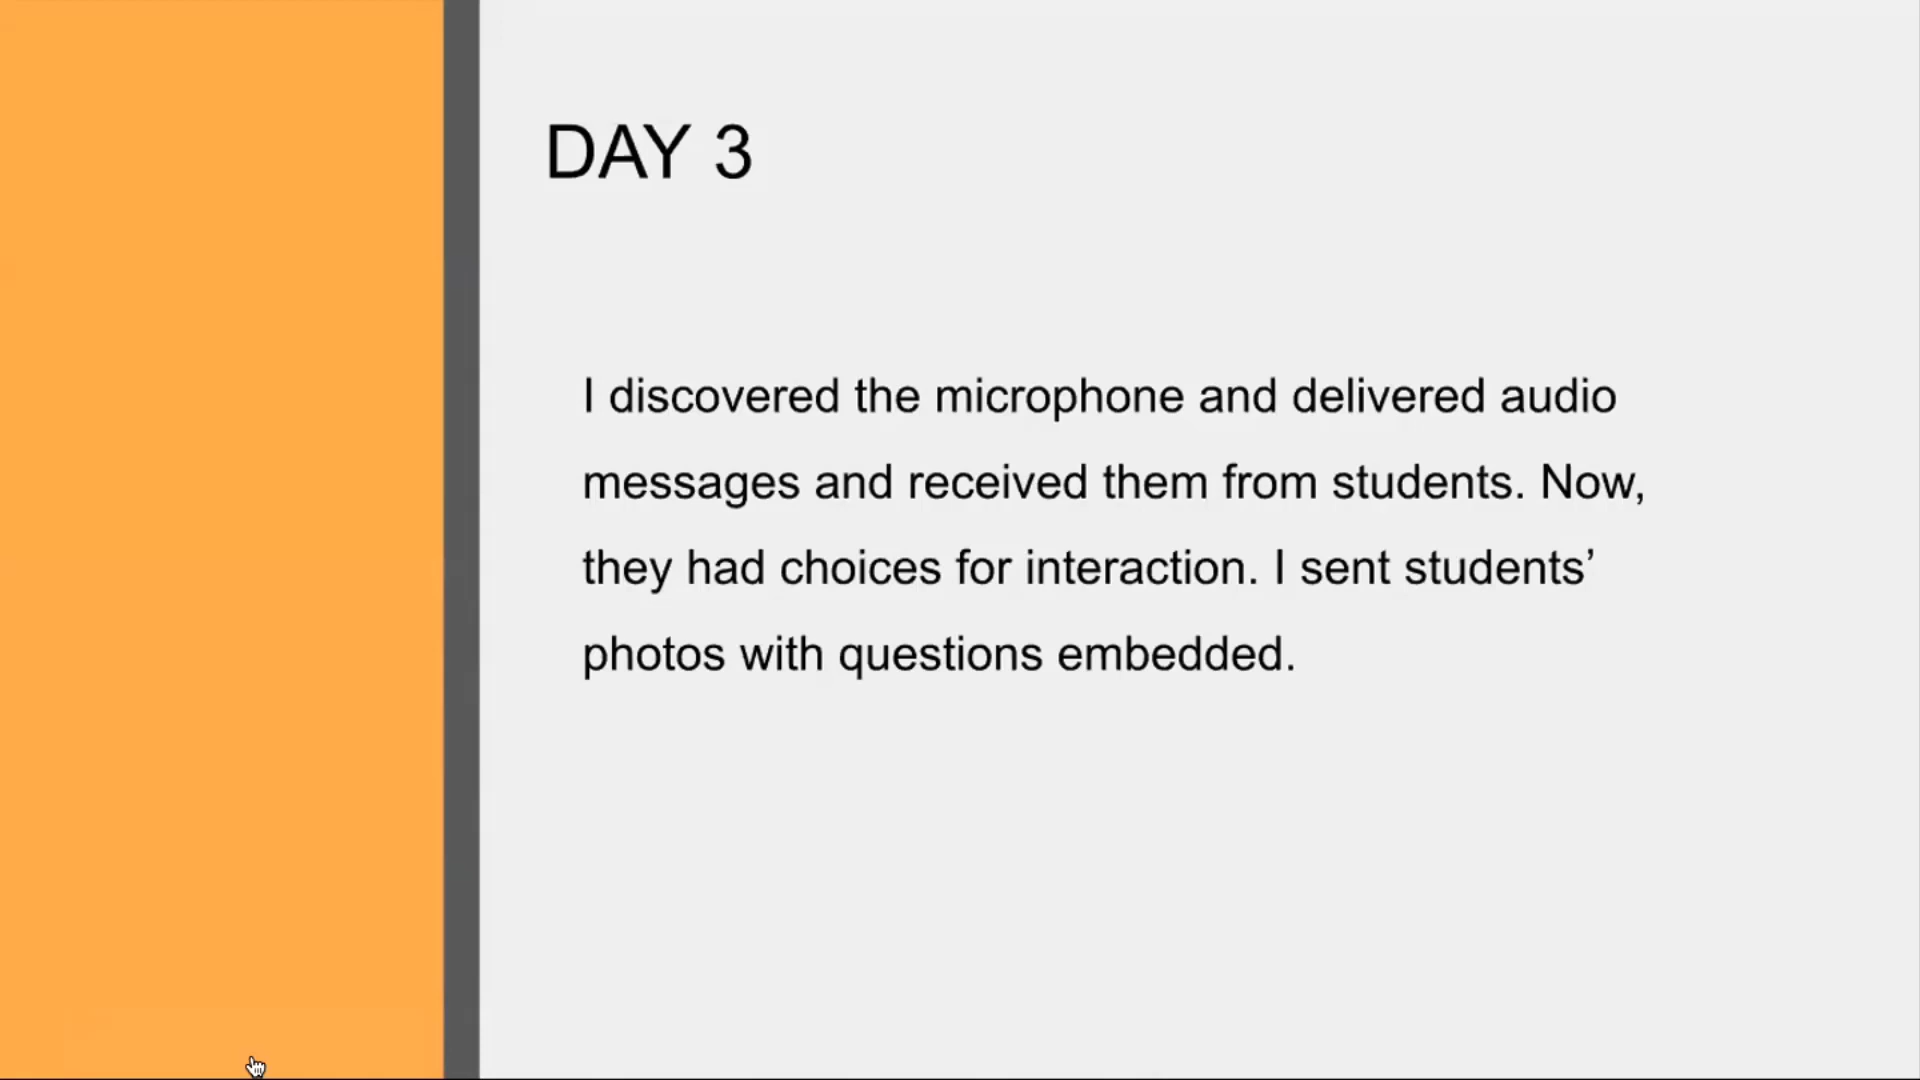 DAY 3
I discovered the microphone and delivered audio
messages and received them from students. Now,
they had choices for interaction. I sent students’
photos with questions embedded.